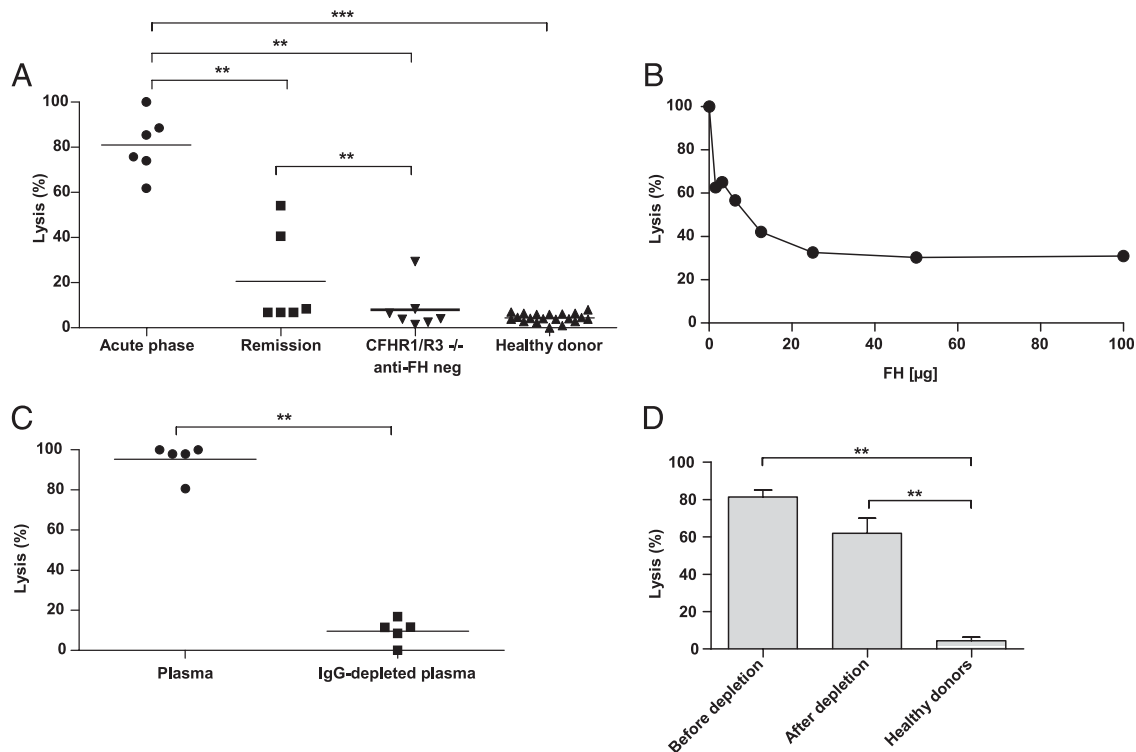 A
***
**
**
**
100
80
60
40
20
0
Lysis (%)
Acute phase
Remission
CFHR1/R3 -/-
anti-FH neg
Healthy donor
B
100
80
60
40
20
0
Lysis (%)
0
20
40
60
80
100
FH [µg]
C
**
100
80
60
40
20
0
Lysis (%)
Plasma
IgG-depleted plasma
D
**
**
100
80
60
40
20
0
Lysis (%)
Before depletion
After depletion
Healthy donors